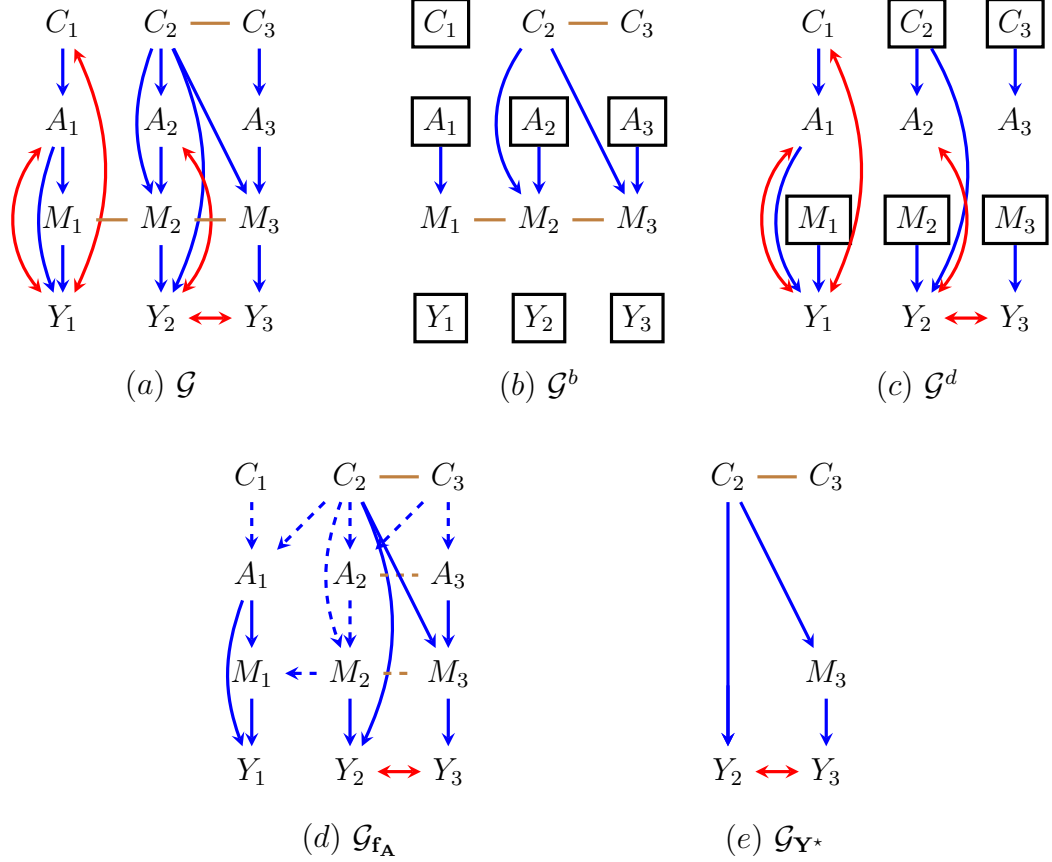 C₁ C₂ C₃ C₂ C₃ C₁ C₂ C₃
A₁ A₂ A₃ A₁ A₂ A₃ A₁ A₂ A₃
M₁ M₂ M₃ M₁ M₂ M₃ M₁ M₂ M₃
Y₁ Y₂ Y₃ Y₁ Y₂ Y₃ Y₁ Y₂ Y₃
(a) 𝒢 (b) 𝒢ᵇ (c) 𝒢ᵈ
C₁ C₂ C₃ C₂ C₃
A₁ A₂ A₃
M₁ M₂ M₃ M₃
Y₁ Y₂ Y₃ Y₂ Y₃
(d) 𝒢_{f_A} (e) 𝒢_{Y⋆}